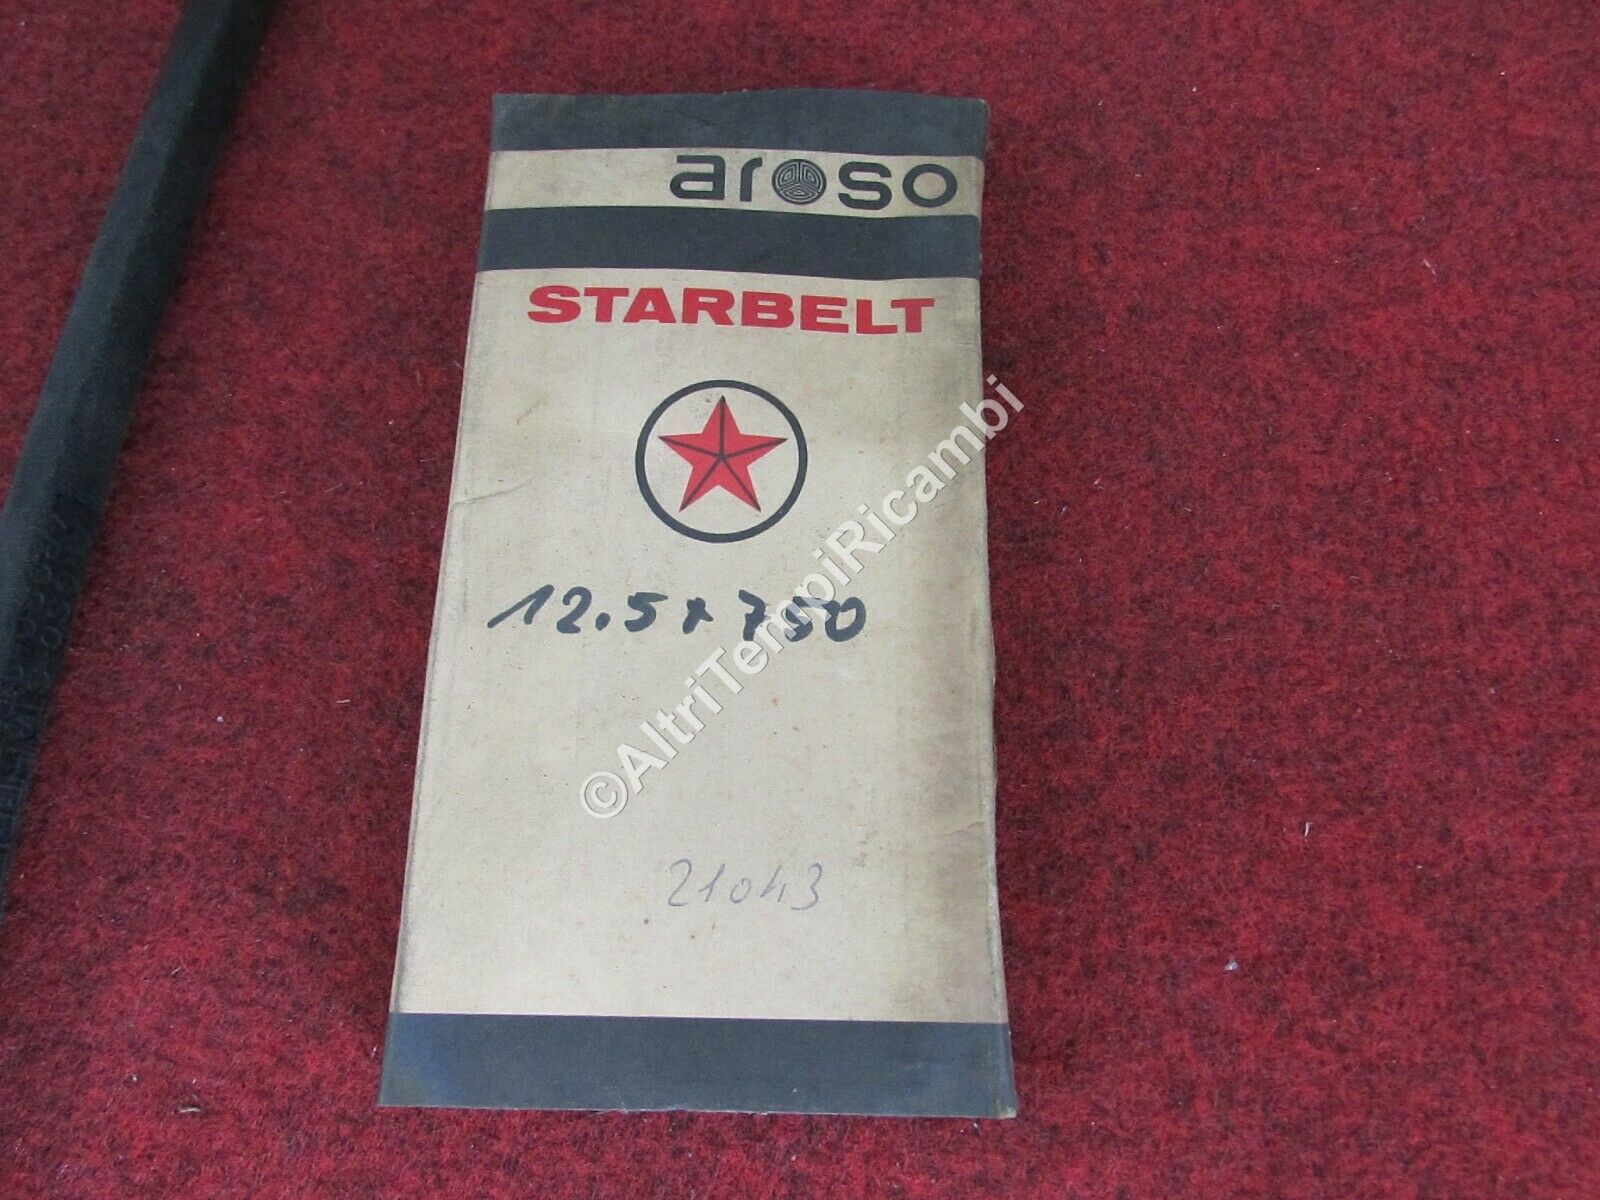 aroso
STARBELT
12.5 x 750
©AltriTempiRicambi
21043